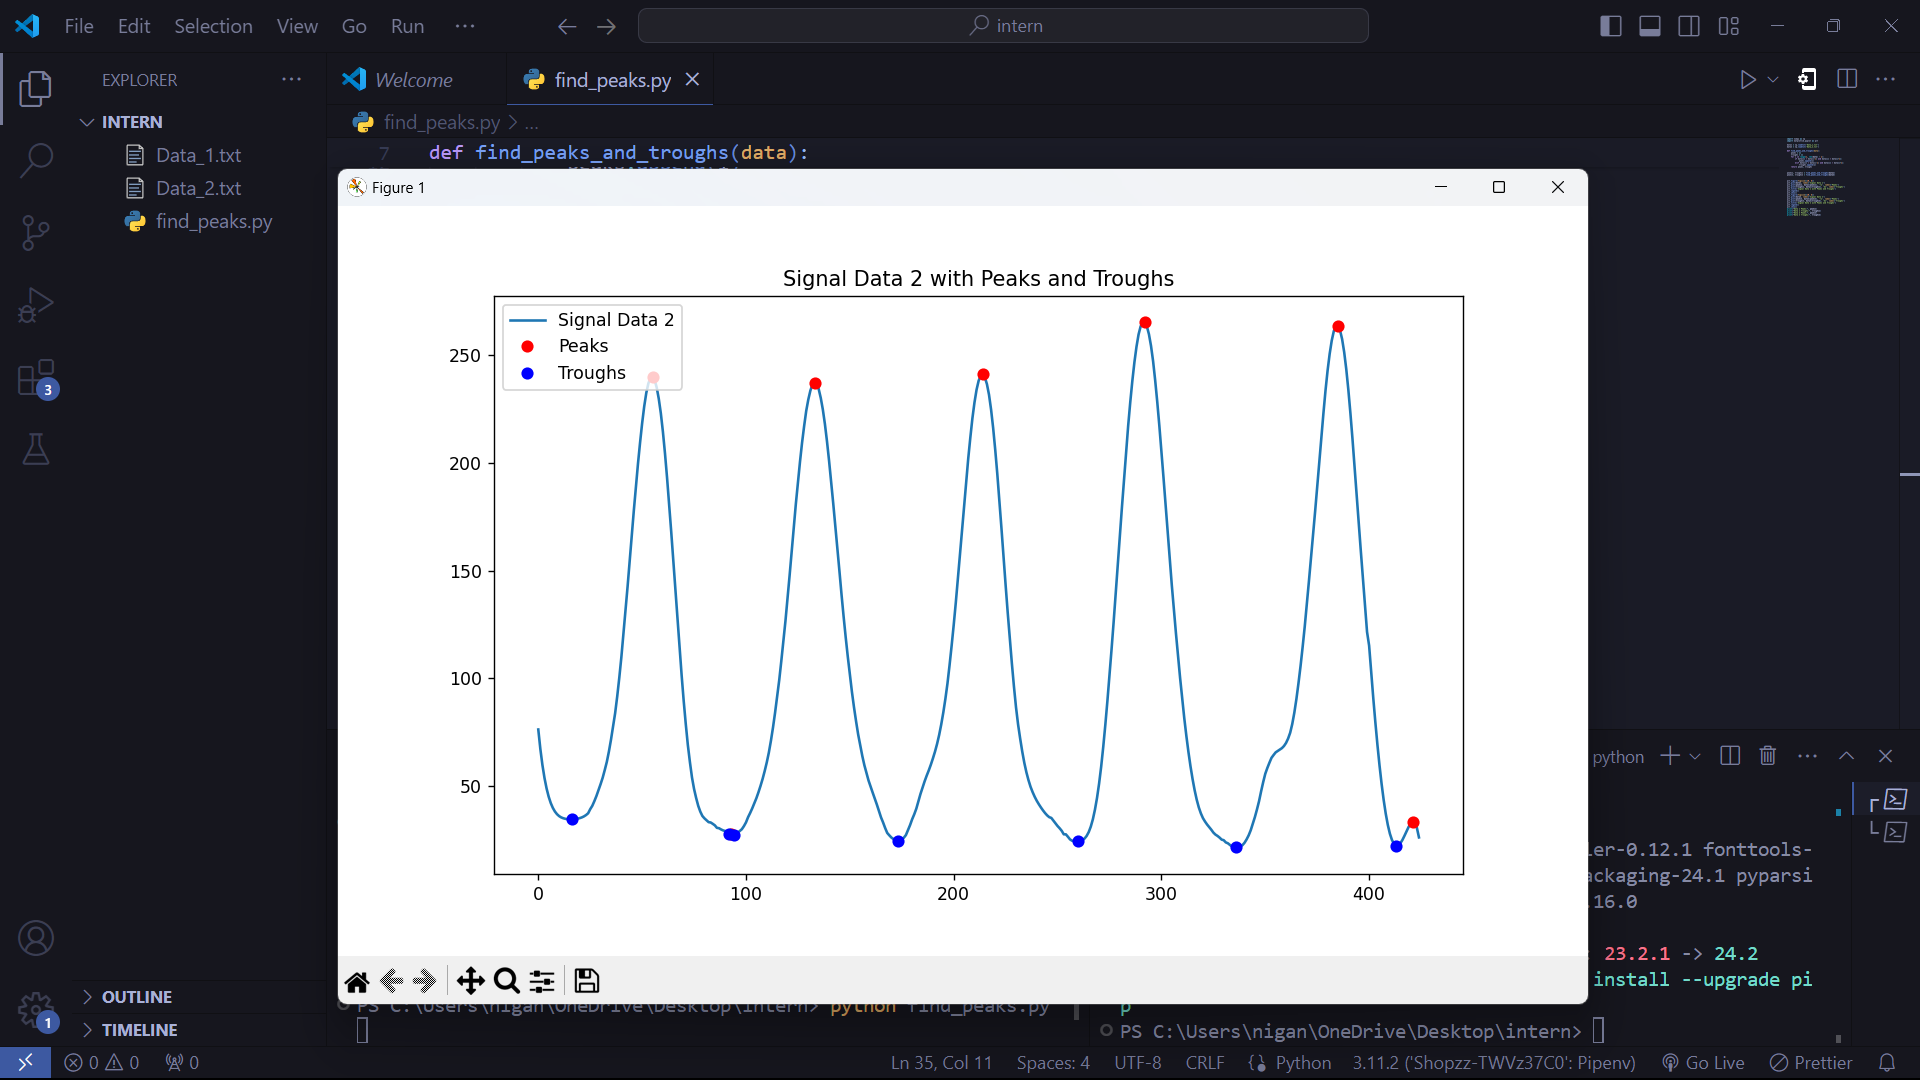 File Edit Selection View Go Run ...
intern
EXPLORER
INTERN
Data_1.txt
Data_2.txt
find_peaks.py
3
1
OUTLINE
TIMELINE
Welcome
find_peaks.py
find_peaks.py > ...
7 def find_peaks_and_troughs(data):
Figure 1
Signal Data 2 with Peaks and Troughs
Signal Data 2
Peaks
Troughs
250
200
150
100
50
0 100 200 300 400
python
PS C:\Users\nigan\OneDrive\Desktop\intern> python find_peaks.py
er-0.12.1 fonttools-
ckaging-24.1 pyparsi
16.0
23.2.1 -> 24.2
install --upgrade pi
p
PS C:\Users\nigan\OneDrive\Desktop\intern>
0 0 0
Ln 35, Col 11 Spaces: 4 UTF-8 CRLF Python 3.11.2 ('Shopzz-TWVz37C0': Pipenv) Go Live Prettier